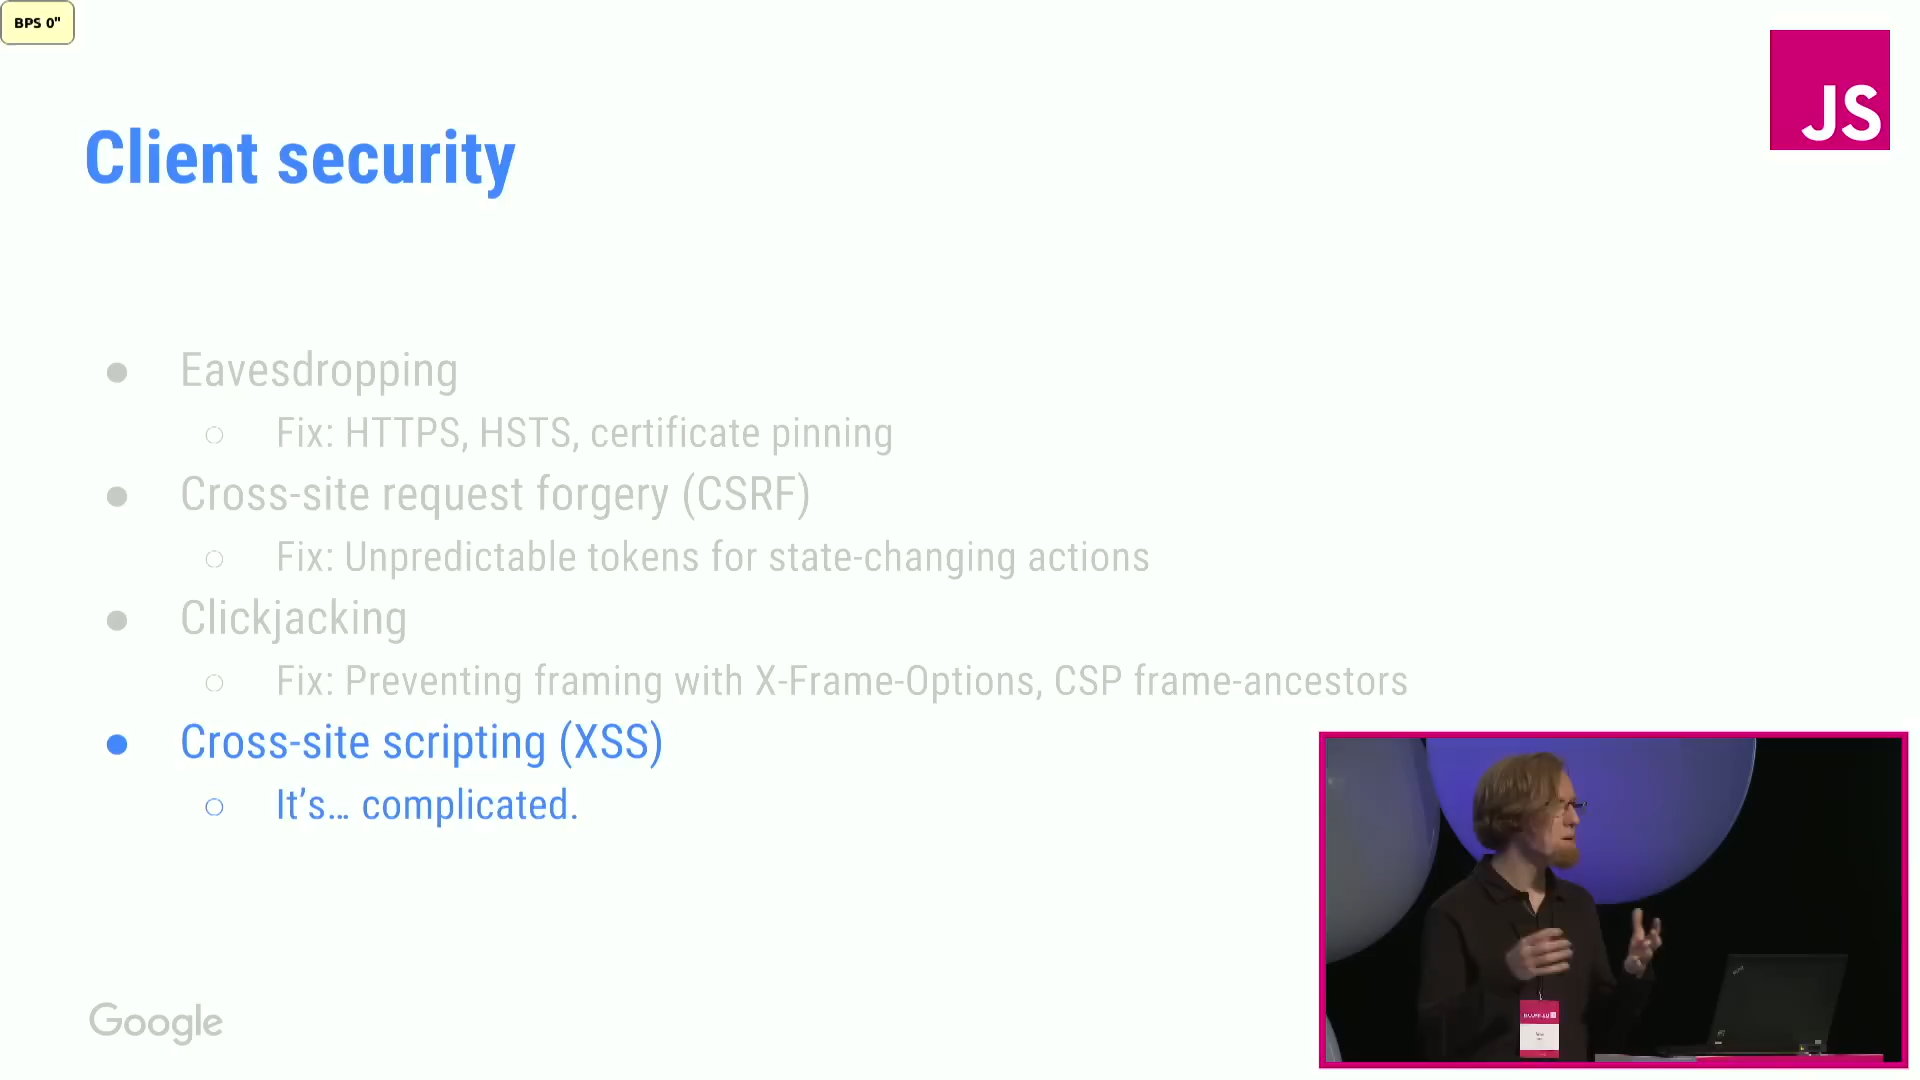 BPS 0"
JS
Client security
● Eavesdropping
○ Fix: HTTPS, HSTS, certificate pinning
● Cross-site request forgery (CSRF)
○ Fix: Unpredictable tokens for state-changing actions
● Clickjacking
○ Fix: Preventing framing with X-Frame-Options, CSP frame-ancestors
● Cross-site scripting (XSS)
○ It’s… complicated.
Google